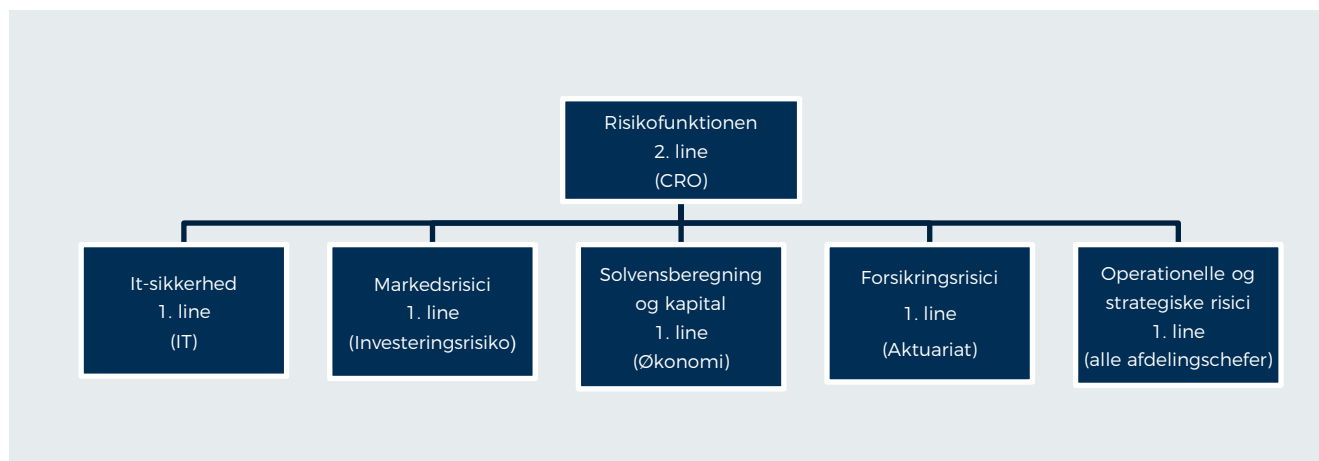 Risikofunktionen
2. line
(CRO)
It-sikkerhed
1. line
(IT)
Markedsrisici
1. line
(Investeringsrisiko)
Solvensberegning
og kapital
1. line
(Økonomi)
Forsikringsrisici
1. line
(Aktuariat)
Operationelle og
strategiske risici
1. line
(alle afdelingschefer)